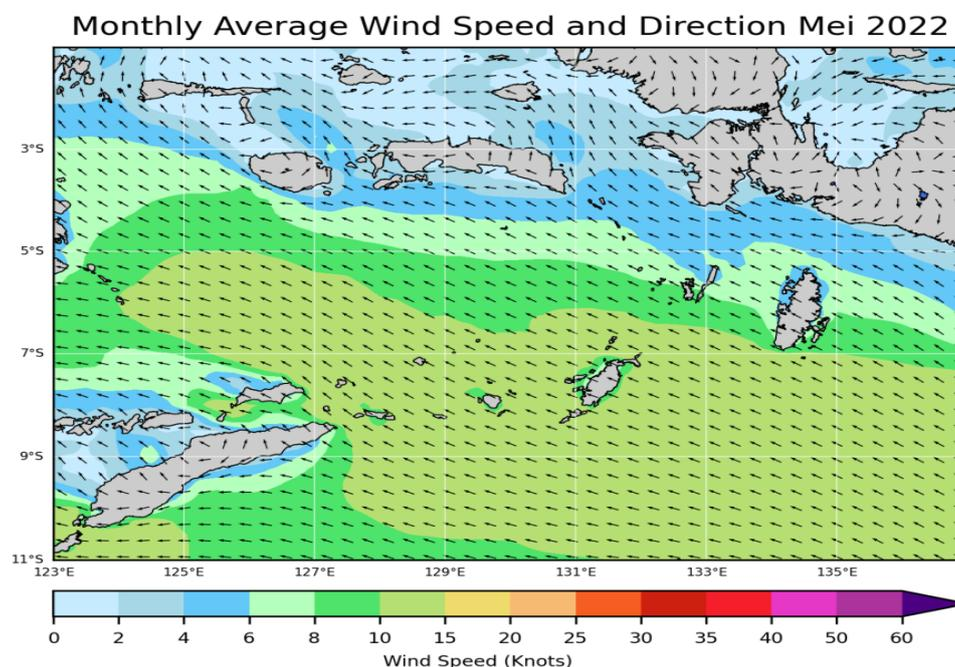 Monthly Average Wind Speed and Direction Mei 2022
3°S
5°S
7°S
9°S
11°S
123°E 125°E 127°E 129°E 131°E 133°E 135°E
0 2 4 6 8 10 15 20 25 30 35 40 50 60
Wind Speed (Knots)